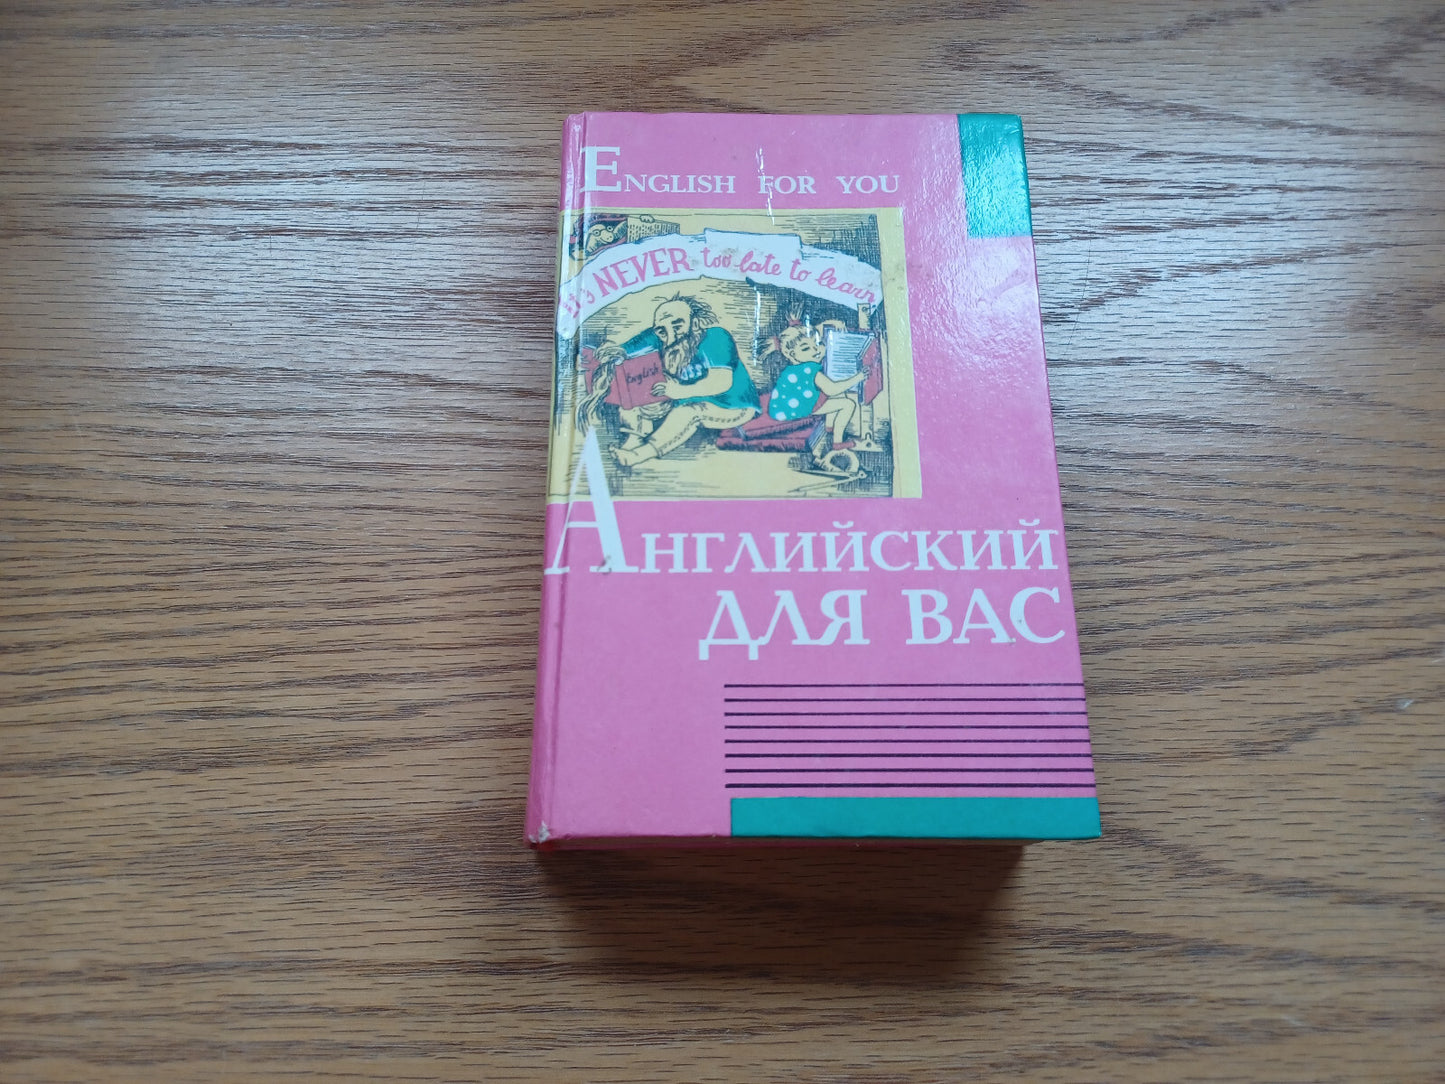 ENGLISH FOR YOU
It's NEVER too late to learn
English
АНГЛИЙСКИЙ
ДЛЯ ВАС